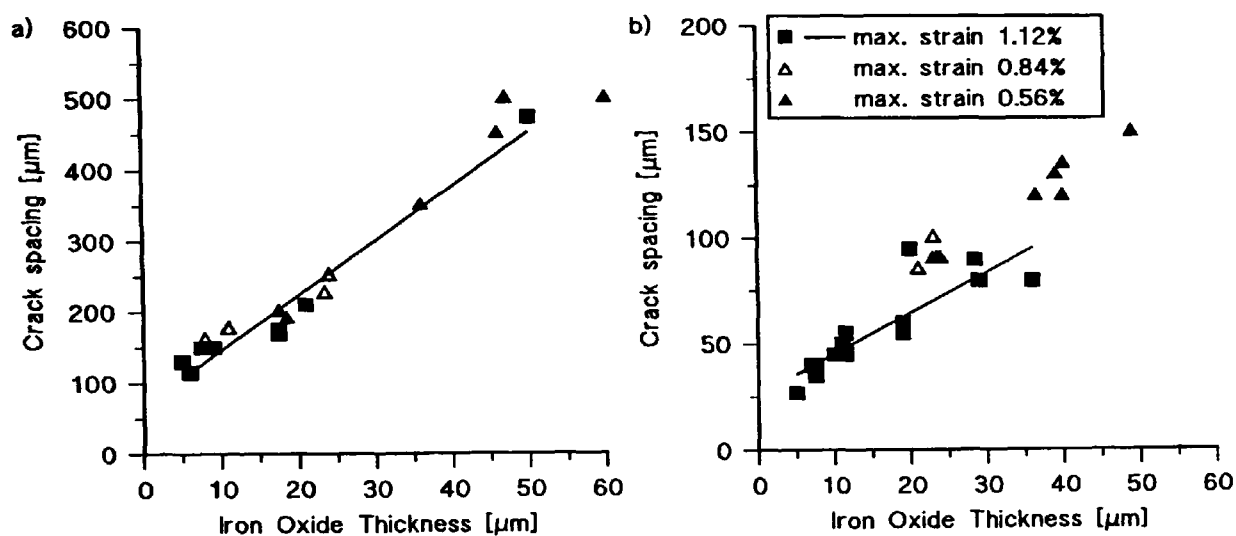 a)
600
500
400
300
200
100
0
Crack spacing [μm]
0 10 20 30 40 50 60
Iron Oxide Thickness [μm]
b)
200
150
100
50
0
Crack spacing [μm]
max. strain 1.12%
max. strain 0.84%
max. strain 0.56%
0 10 20 30 40 50 60
Iron Oxide Thickness [μm]